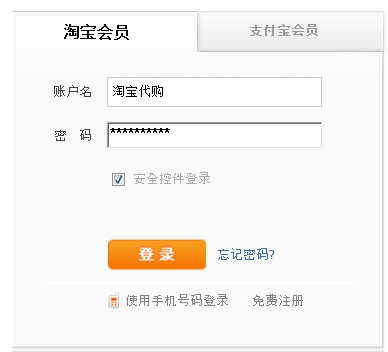 淘宝会员 支付宝会员
账户名 淘宝代购
密 码 **********
安全控件登录
登 录 忘记密码?
使用手机号码登录 免费注册